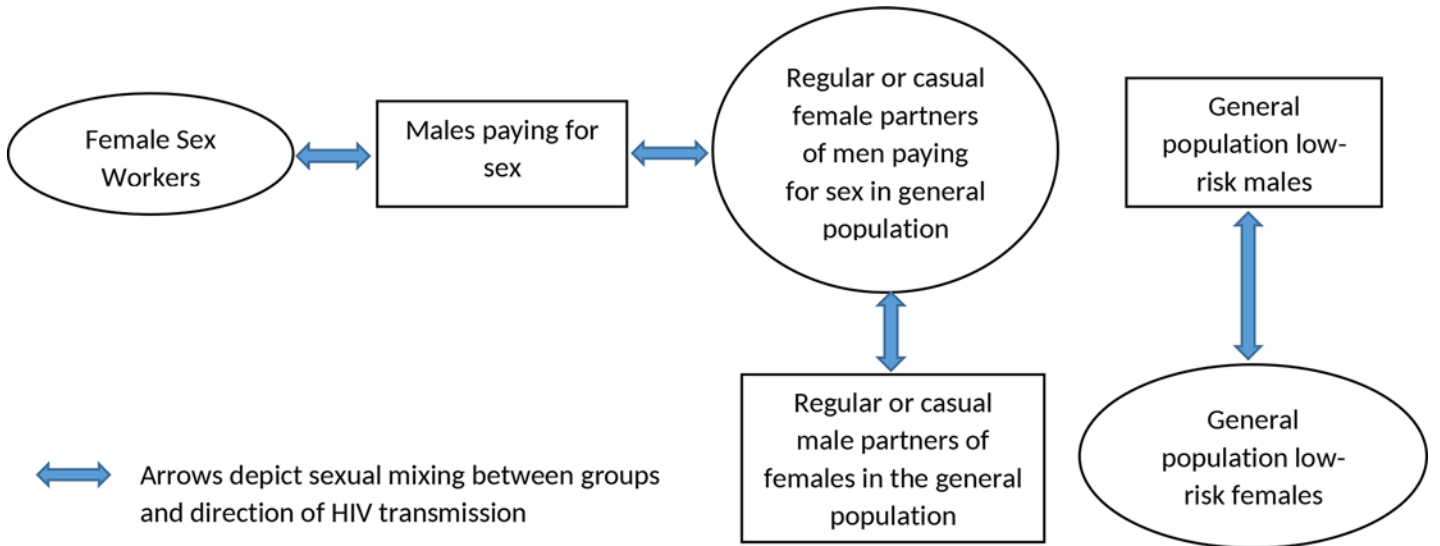 Female Sex
Workers
Males paying for
sex
Regular or casual
female partners
of men paying
for sex in general
population
General
population low-
risk males
Regular or casual
male partners of
females in the general
population
General
population low-
risk females
Arrows depict sexual mixing between groups
and direction of HIV transmission